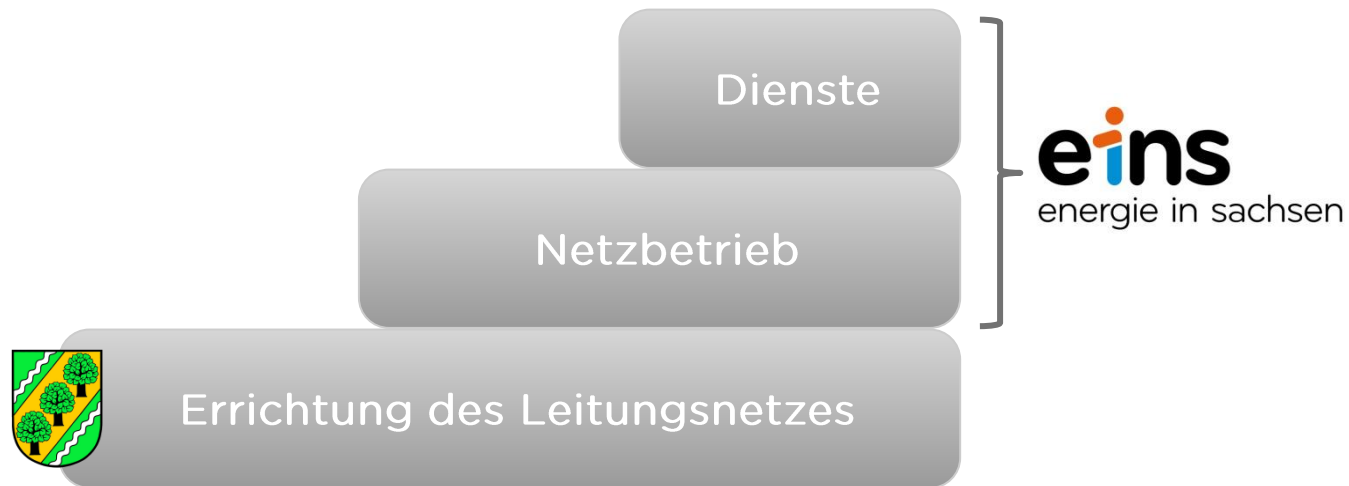 Dienste
eins
energie in sachsen
Netzbetrieb
Errichtung des Leitungsnetzes